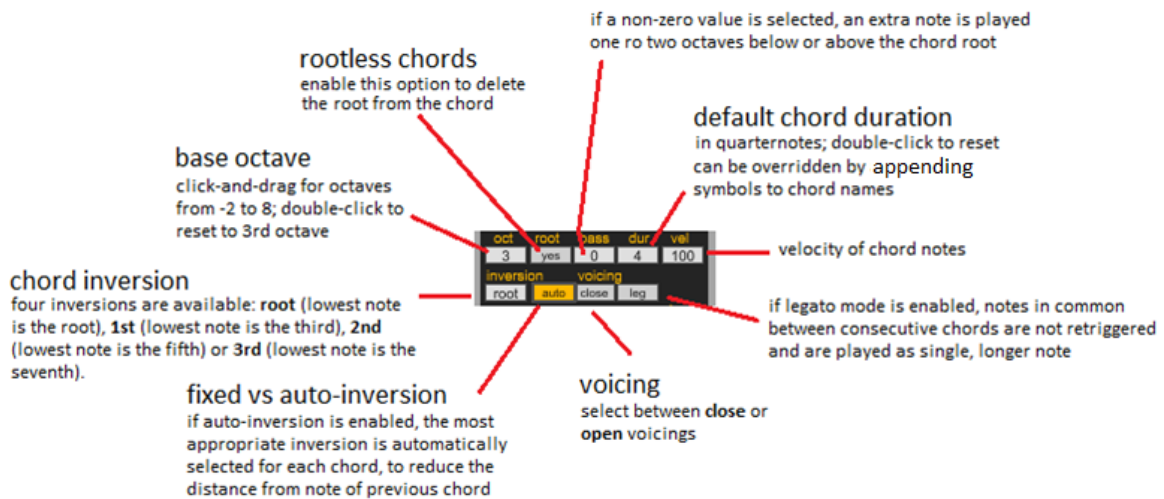 if a non-zero value is selected, an extra note is played
one ro two octaves below or above the chord root
rootless chords
enable this option to delete
the root from the chord
default chord duration
in quarternotes; double-click to reset
can be overridden by appending
symbols to chord names
base octave
click-and-drag for octaves
from -2 to 8; double-click to
reset to 3rd octave
oct root bass dur vel
3 yes 0 4 100
inversion voicing
root auto close leg
velocity of chord notes
chord inversion
four inversions are available: root (lowest note
is the root), 1st (lowest note is the third), 2nd
(lowest note is the fifth) or 3rd (lowest note is the
seventh).
if legato mode is enabled, notes in common
between consecutive chords are not retriggered
and are played as single, longer note
fixed vs auto-inversion
if auto-inversion is enabled, the most
appropriate inversion is automatically
selected for each chord, to reduce the
distance from note of previous chord
voicing
select between close or
open voicings